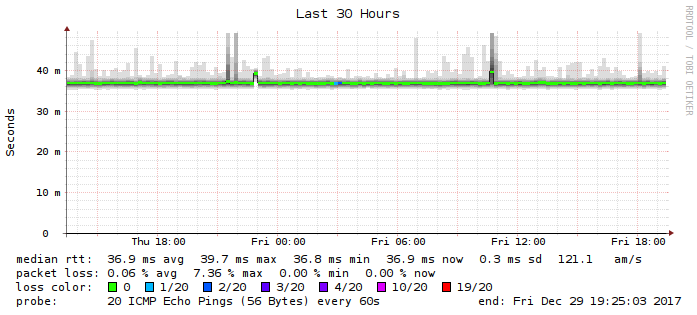 Last 30 Hours
RRDTOOL / TOBI OETIKER
Seconds
40 m
30 m
20 m
10 m
0
Thu 18:00 Fri 00:00 Fri 06:00 Fri 12:00 Fri 18:00
median rtt: 36.9 ms avg 39.7 ms max 36.8 ms min 36.9 ms now 0.3 ms sd 121.1 am/s
packet loss: 0.06 % avg 7.36 % max 0.00 % min 0.00 % now
loss color: 0 1/20 2/20 3/20 4/20 10/20 19/20
probe: 20 ICMP Echo Pings (56 Bytes) every 60s end: Fri Dec 29 19:25:03 2017